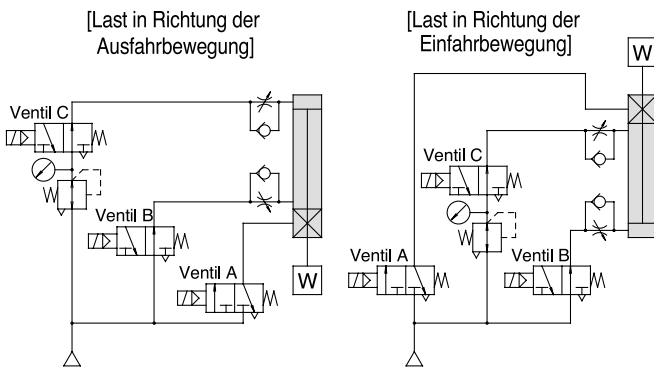 [Last in Richtung der
Ausfahrbewegung]
Ventil C
Ventil B
Ventil A
W
[Last in Richtung der
Einfahrbewegung]
W
Ventil C
Ventil A
Ventil B